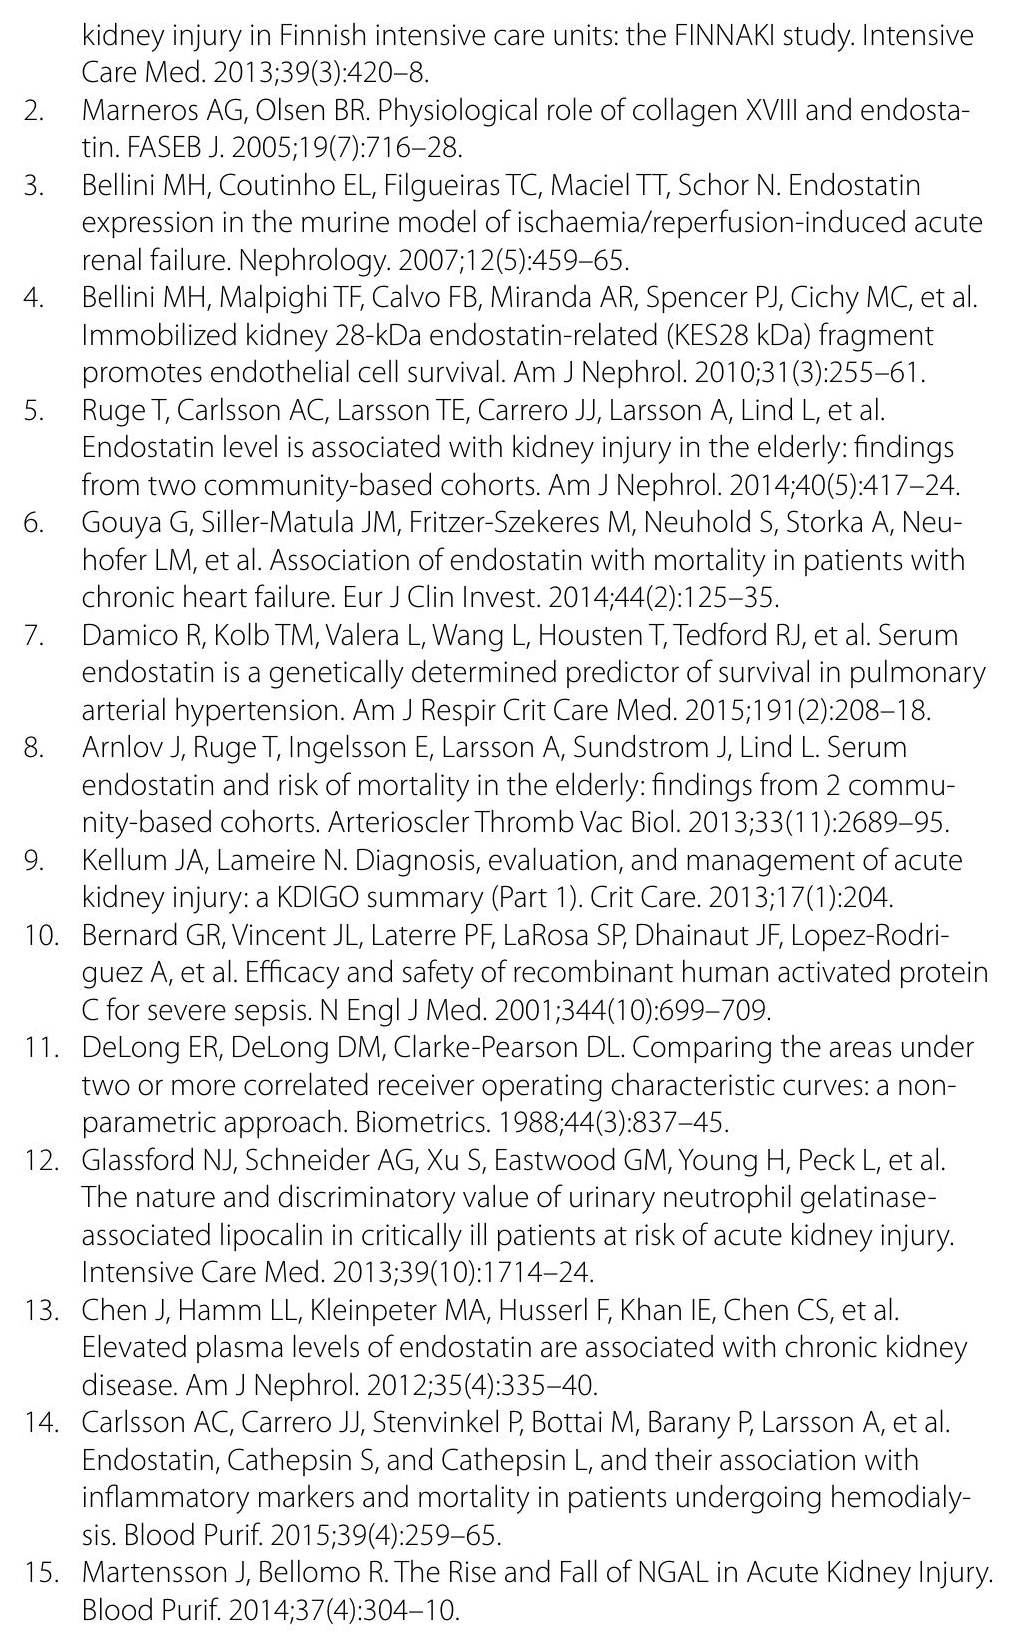 kidney injury in Finnish intensive care units: the FINNAKI study. Intensive
Care Med. 2013;39(3):420–8.
2. Marneros AG, Olsen BR. Physiological role of collagen XVIII and endosta-
tin. FASEB J. 2005;19(7):716–28.
3. Bellini MH, Coutinho EL, Filgueiras TC, Maciel TT, Schor N. Endostatin
expression in the murine model of ischaemia/reperfusion-induced acute
renal failure. Nephrology. 2007;12(5):459–65.
4. Bellini MH, Malpighi TF, Calvo FB, Miranda AR, Spencer PJ, Cichy MC, et al.
Immobilized kidney 28-kDa endostatin-related (KES28 kDa) fragment
promotes endothelial cell survival. Am J Nephrol. 2010;31(3):255–61.
5. Ruge T, Carlsson AC, Larsson TE, Carrero JJ, Larsson A, Lind L, et al.
Endostatin level is associated with kidney injury in the elderly: findings
from two community-based cohorts. Am J Nephrol. 2014;40(5):417–24.
6. Gouya G, Siller-Matula JM, Fritzer-Szekeres M, Neuhold S, Storka A, Neu-
hofer LM, et al. Association of endostatin with mortality in patients with
chronic heart failure. Eur J Clin Invest. 2014;44(2):125–35.
7. Damico R, Kolb TM, Valera L, Wang L, Housten T, Tedford RJ, et al. Serum
endostatin is a genetically determined predictor of survival in pulmonary
arterial hypertension. Am J Respir Crit Care Med. 2015;191(2):208–18.
8. Arnlov J, Ruge T, Ingelsson E, Larsson A, Sundstrom J, Lind L. Serum
endostatin and risk of mortality in the elderly: findings from 2 commu-
nity-based cohorts. Arterioscler Thromb Vac Biol. 2013;33(11):2689–95.
9. Kellum JA, Lameire N. Diagnosis, evaluation, and management of acute
kidney injury: a KDIGO summary (Part 1). Crit Care. 2013;17(1):204.
10. Bernard GR, Vincent JL, Laterre PF, LaRosa SP, Dhainaut JF, Lopez-Rodri-
guez A, et al. Efficacy and safety of recombinant human activated protein
C for severe sepsis. N Engl J Med. 2001;344(10):699–709.
11. DeLong ER, DeLong DM, Clarke-Pearson DL. Comparing the areas under
two or more correlated receiver operating characteristic curves: a non-
parametric approach. Biometrics. 1988;44(3):837–45.
12. Glassford NJ, Schneider AG, Xu S, Eastwood GM, Young H, Peck L, et al.
The nature and discriminatory value of urinary neutrophil gelatinase-
associated lipocalin in critically ill patients at risk of acute kidney injury.
Intensive Care Med. 2013;39(10):1714–24.
13. Chen J, Hamm LL, Kleinpeter MA, Husserl F, Khan IE, Chen CS, et al.
Elevated plasma levels of endostatin are associated with chronic kidney
disease. Am J Nephrol. 2012;35(4):335–40.
14. Carlsson AC, Carrero JJ, Stenvinkel P, Bottai M, Barany P, Larsson A, et al.
Endostatin, Cathepsin S, and Cathepsin L, and their association with
inflammatory markers and mortality in patients undergoing hemodialy-
sis. Blood Purif. 2015;39(4):259–65.
15. Martensson J, Bellomo R. The Rise and Fall of NGAL in Acute Kidney Injury.
Blood Purif. 2014;37(4):304–10.